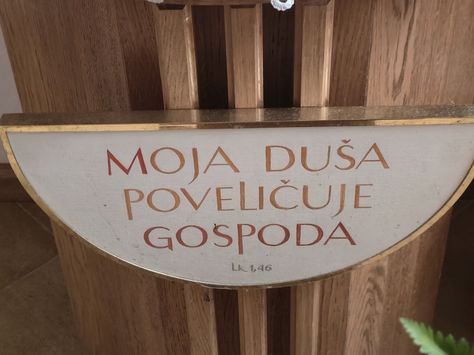 MOJA DUŠA
POVELIČUJE
GOSPODA
Lk 1,46